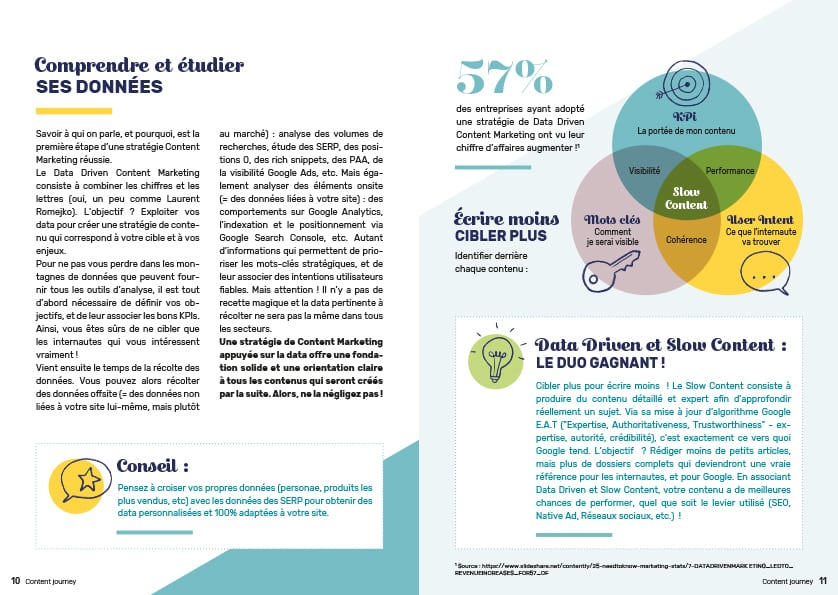 Comprendre et étudier
SES DONNÉES
Savoir à qui on parle, et pourquoi, est la
première étape d'une stratégie Content
Marketing réussie.
Le Data Driven Content Marketing
consiste à combiner les chiffres et les
lettres (oui, un peu comme Laurent
Romejko). L'objectif ? Exploiter vos
data pour créer une stratégie de conte-
nu qui correspond à votre cible et à vos
enjeux.
Pour ne pas vous perdre dans les mon-
tagnes de données que peuvent four-
nir tous les outils d'analyse, il est tout
d'abord nécessaire de définir vos ob-
jectifs, et de leur associer les bons KPIs.
Ainsi, vous êtes sûrs de ne cibler que
les internautes qui vous intéressent
vraiment !
Vient ensuite le temps de la récolte des
données. Vous pouvez alors récolter
des données offsite (= des données non
liées à votre site lui-même, mais plutôt
au marché) : analyse des volumes de
recherches, étude des SERP, des posi-
tions 0, des rich snippets, des PAA, de
la visibilité Google Ads, etc. Mais éga-
lement analyser des éléments onsite
(= des données liées à votre site) : des
comportements sur Google Analytics,
l'indexation et le positionnement via
Google Search Console, etc. Autant
d'informations qui permettent de prio-
riser les mots-clés stratégiques, et de
leur associer des intentions utilisateurs
fiables. Mais attention ! Il n'y a pas de
recette magique et la data pertinente à
récolter ne sera pas la même dans tous
les secteurs.
Une stratégie de Content Marketing
appuyée sur la data offre une fonda-
tion solide et une orientation claire
à tous les contenus qui seront créés
par la suite. Alors, ne la négligez pas !
Conseil :
Pensez à croiser vos propres données (personae, produits les
plus vendus, etc) avec les données des SERP pour obtenir des
data personnalisées et 100% adaptées à votre site.
10 Content journey
57%
des entreprises ayant adopté
une stratégie de Data Driven
Content Marketing ont vu leur
chiffre d'affaires augmenter !¹
Écrire moins
CIBLER PLUS
Identifier derrière
chaque contenu :
KPi
La portée de mon contenu
Visibilité
Performance
Slow
Content
Mots clés
Comment
je serai visible
User Intent
Ce que l'internaute
va trouver
Cohérence
Data Driven et Slow Content :
LE DUO GAGNANT !
Cibler plus pour écrire moins ! Le Slow Content consiste à
produire du contenu détaillé et expert afin d'approfondir
réellement un sujet. Via sa mise à jour d'algorithme Google
E.A.T ("Expertise, Authoritativeness, Trustworthiness" - ex-
pertise, autorité, crédibilité), c'est exactement ce vers quoi
Google tend. L'objectif ? Rédiger moins de petits articles,
mais plus de dossiers complets qui deviendront une vraie
référence pour les internautes, et pour Google. En associant
Data Driven et Slow Content, votre contenu a de meilleures
chances de performer, quel que soit le levier utilisé (SEO,
Native Ad, Réseaux sociaux, etc.) !
¹ Source : https://www.slideshare.net/contently/25-needtoknow-marketing-stats/7-DATADRIVENMARK ETING_LEDTO_
REVENUEINCREASES_FOR57_OF
Content journey 11